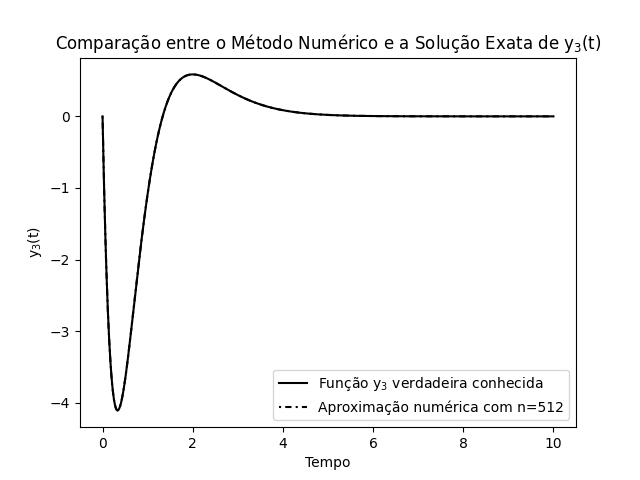 Comparação entre o Método Numérico e a Solução Exata de y₃(t)
0
−1
−2
−3
−4
y₃(t)
0 2 4 6 8 10
Tempo
Função y₃ verdadeira conhecida
Aproximação numérica com n=512